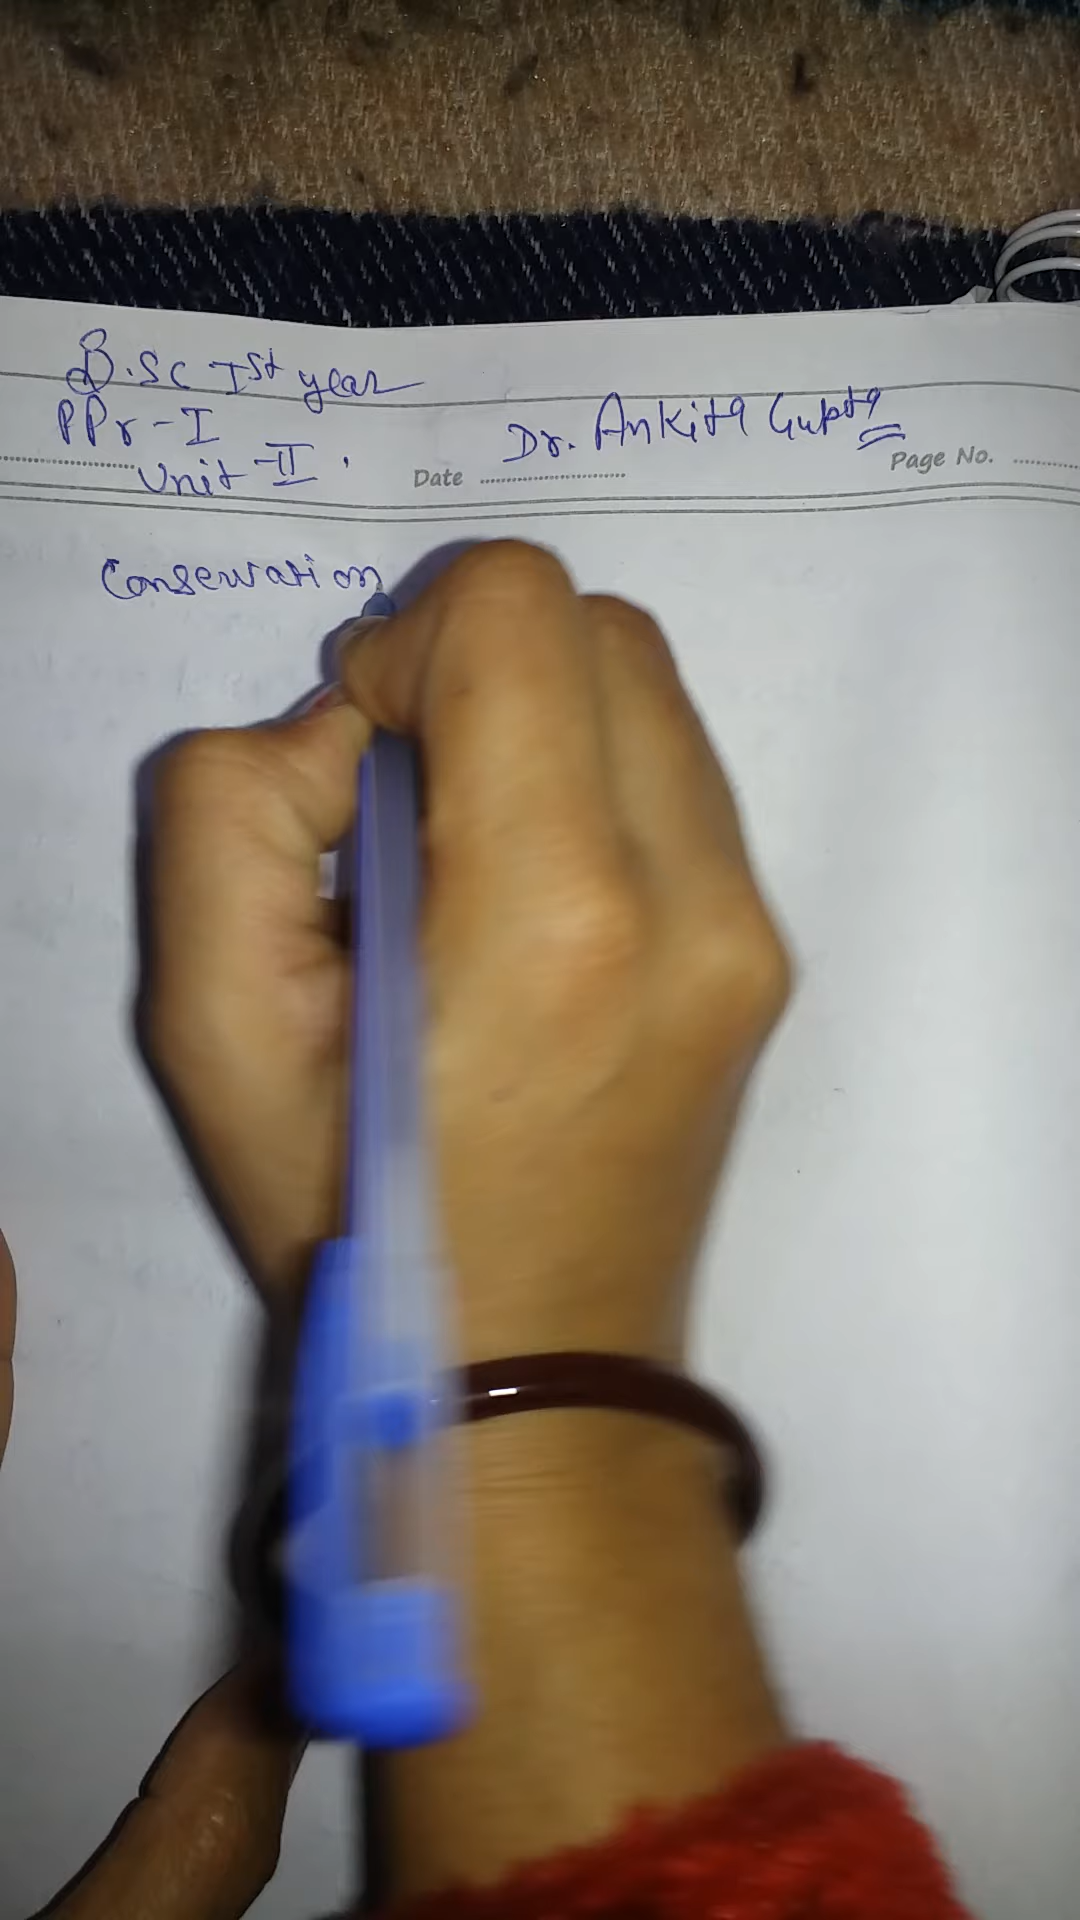 B.Sc Ist year
PPr-I
Dr. Ankita Gupta
Unit-II.
Date
Page No.
Conservation